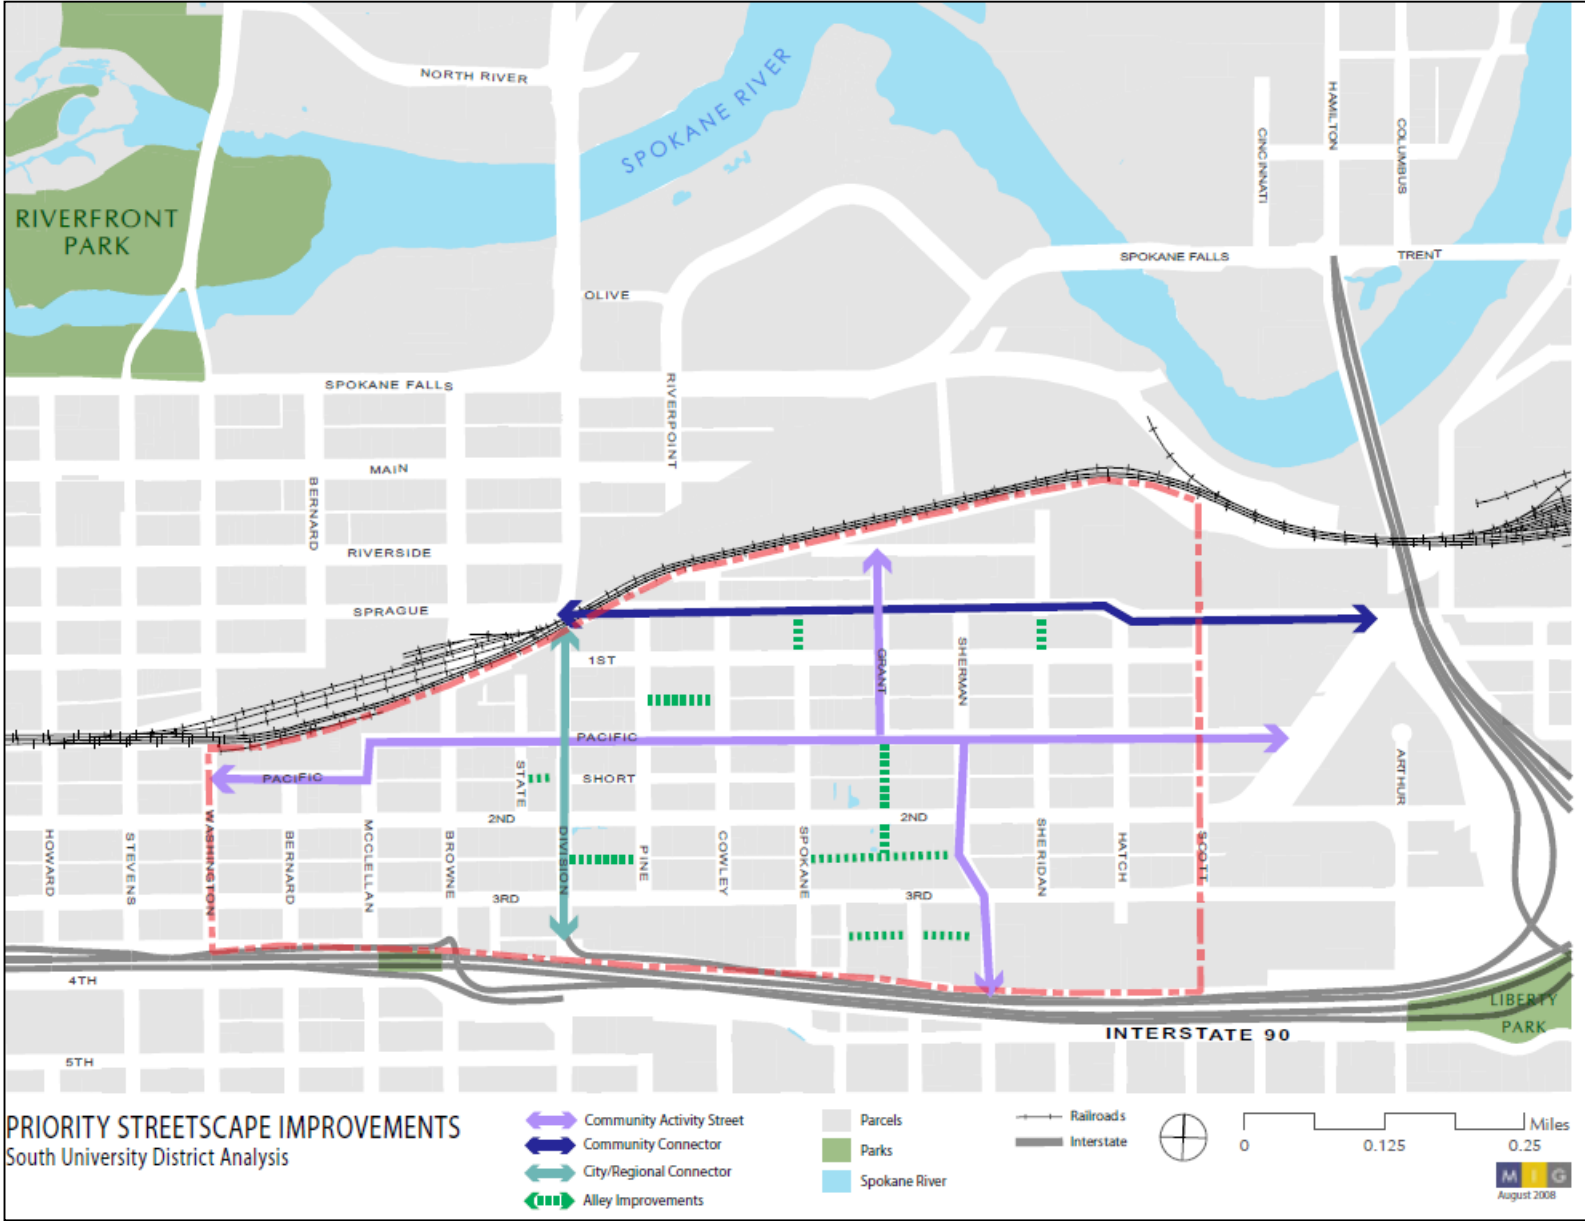 NORTH RIVER
SPOKANE RIVER
HAMILTON
CINCINNATI
COLUMBUS
RIVERFRONT
PARK
SPOKANE FALLS
TRENT
OLIVE
SPOKANE FALLS
RIVERPOINT
MAIN
BERNARD
RIVERSIDE
SPRAGUE
1ST
GRANT
SHERMAN
PACIFIC
PACIFIC
STATE
SHORT
ARTHUR
2ND
2ND
HOWARD
STEVENS
WASHINGTON
BERNARD
MCCLELLAN
BROWNE
DIVISION
PINE
COWLEY
SPOKANE
SHERIDAN
HATCH
SCOTT
3RD
3RD
4TH
LIBERTY
PARK
INTERSTATE 90
5TH
PRIORITY STREETSCAPE IMPROVEMENTS
South University District Analysis
Community Activity Street
Community Connector
City/Regional Connector
Alley Improvements
Parcels
Parks
Spokane River
Railroads
Interstate
Miles
0 0.125 0.25
M I G
August 2008